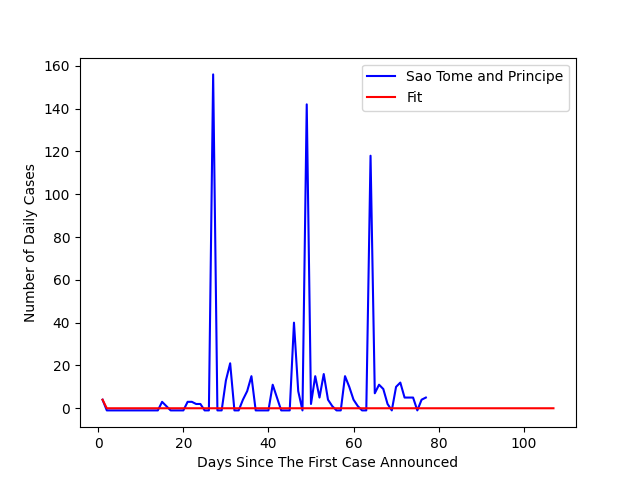 Sao Tome and Principe
Fit
160
140
120
100
80
60
40
20
0
Number of Daily Cases
0 20 40 60 80 100
Days Since The First Case Announced